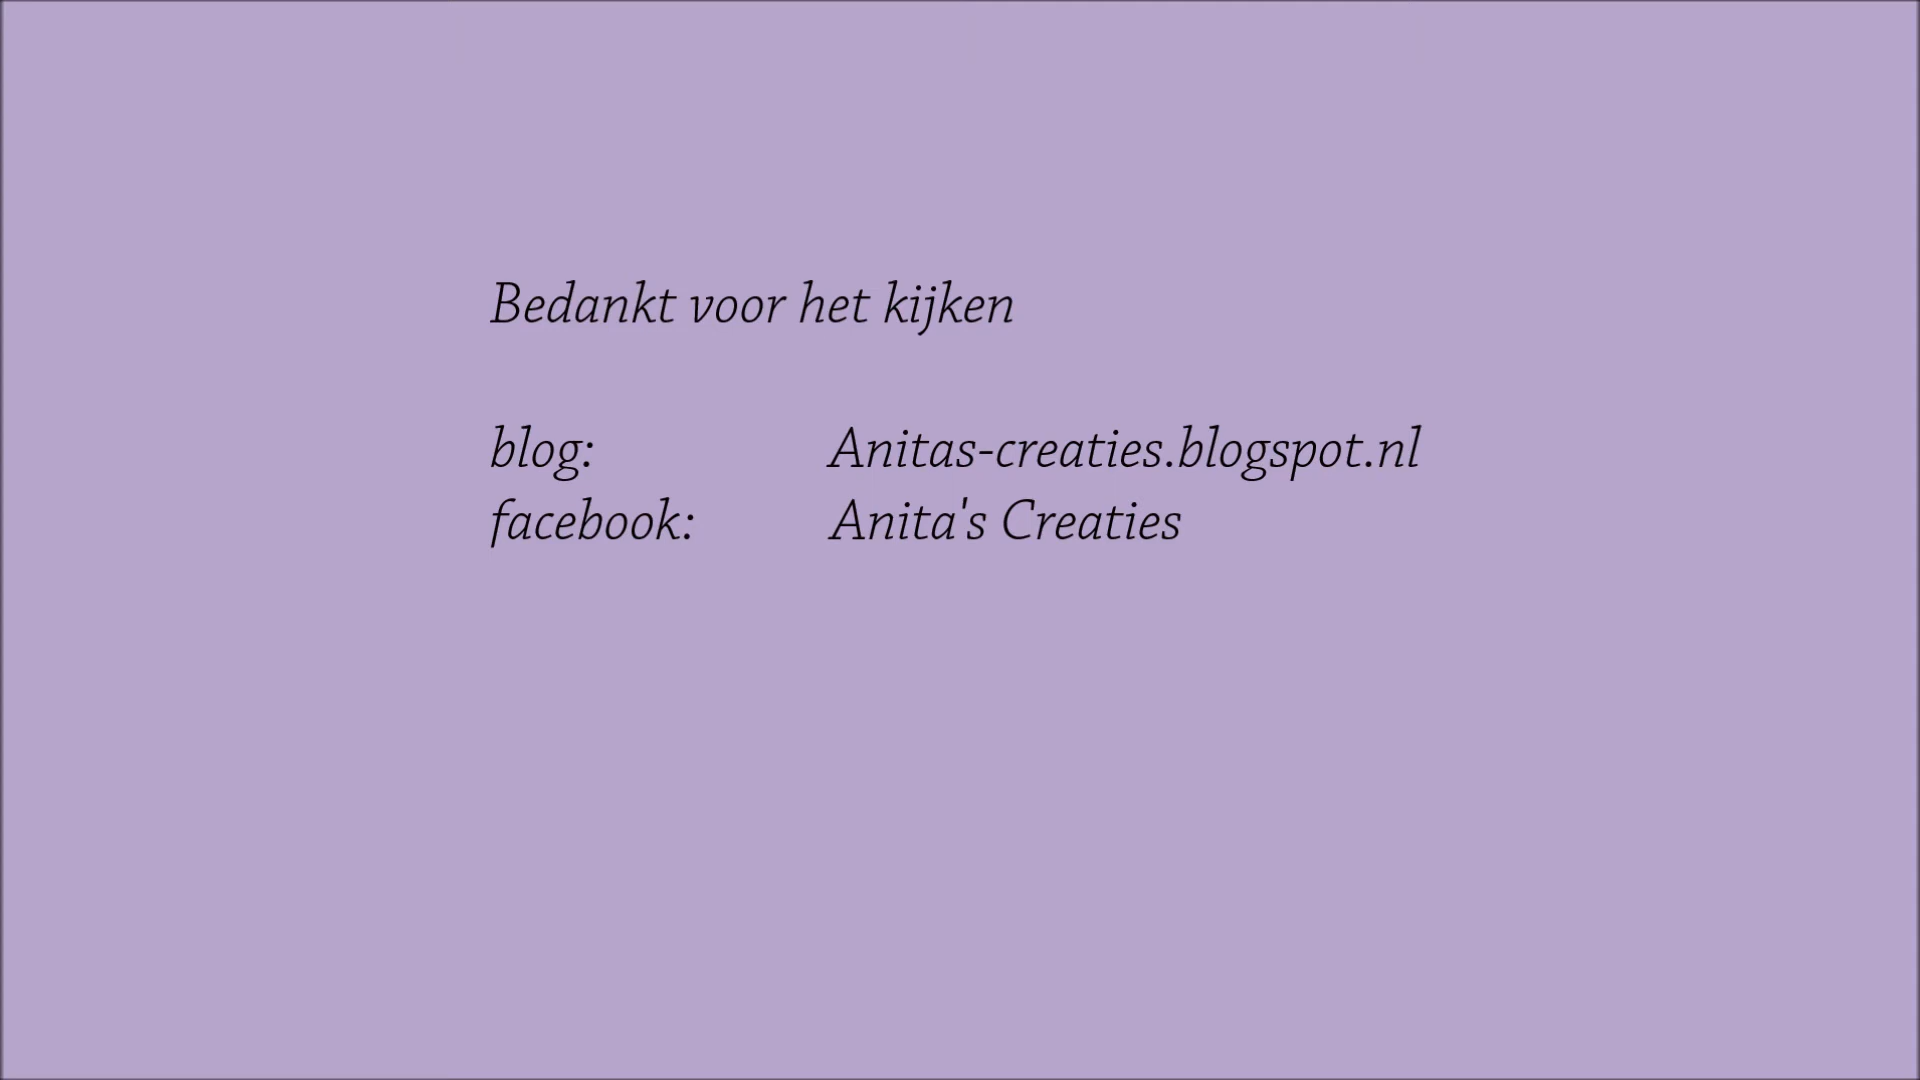 Bedankt voor het kijken
blog: Anitas-creaties.blogspot.nl
facebook: Anita's Creaties